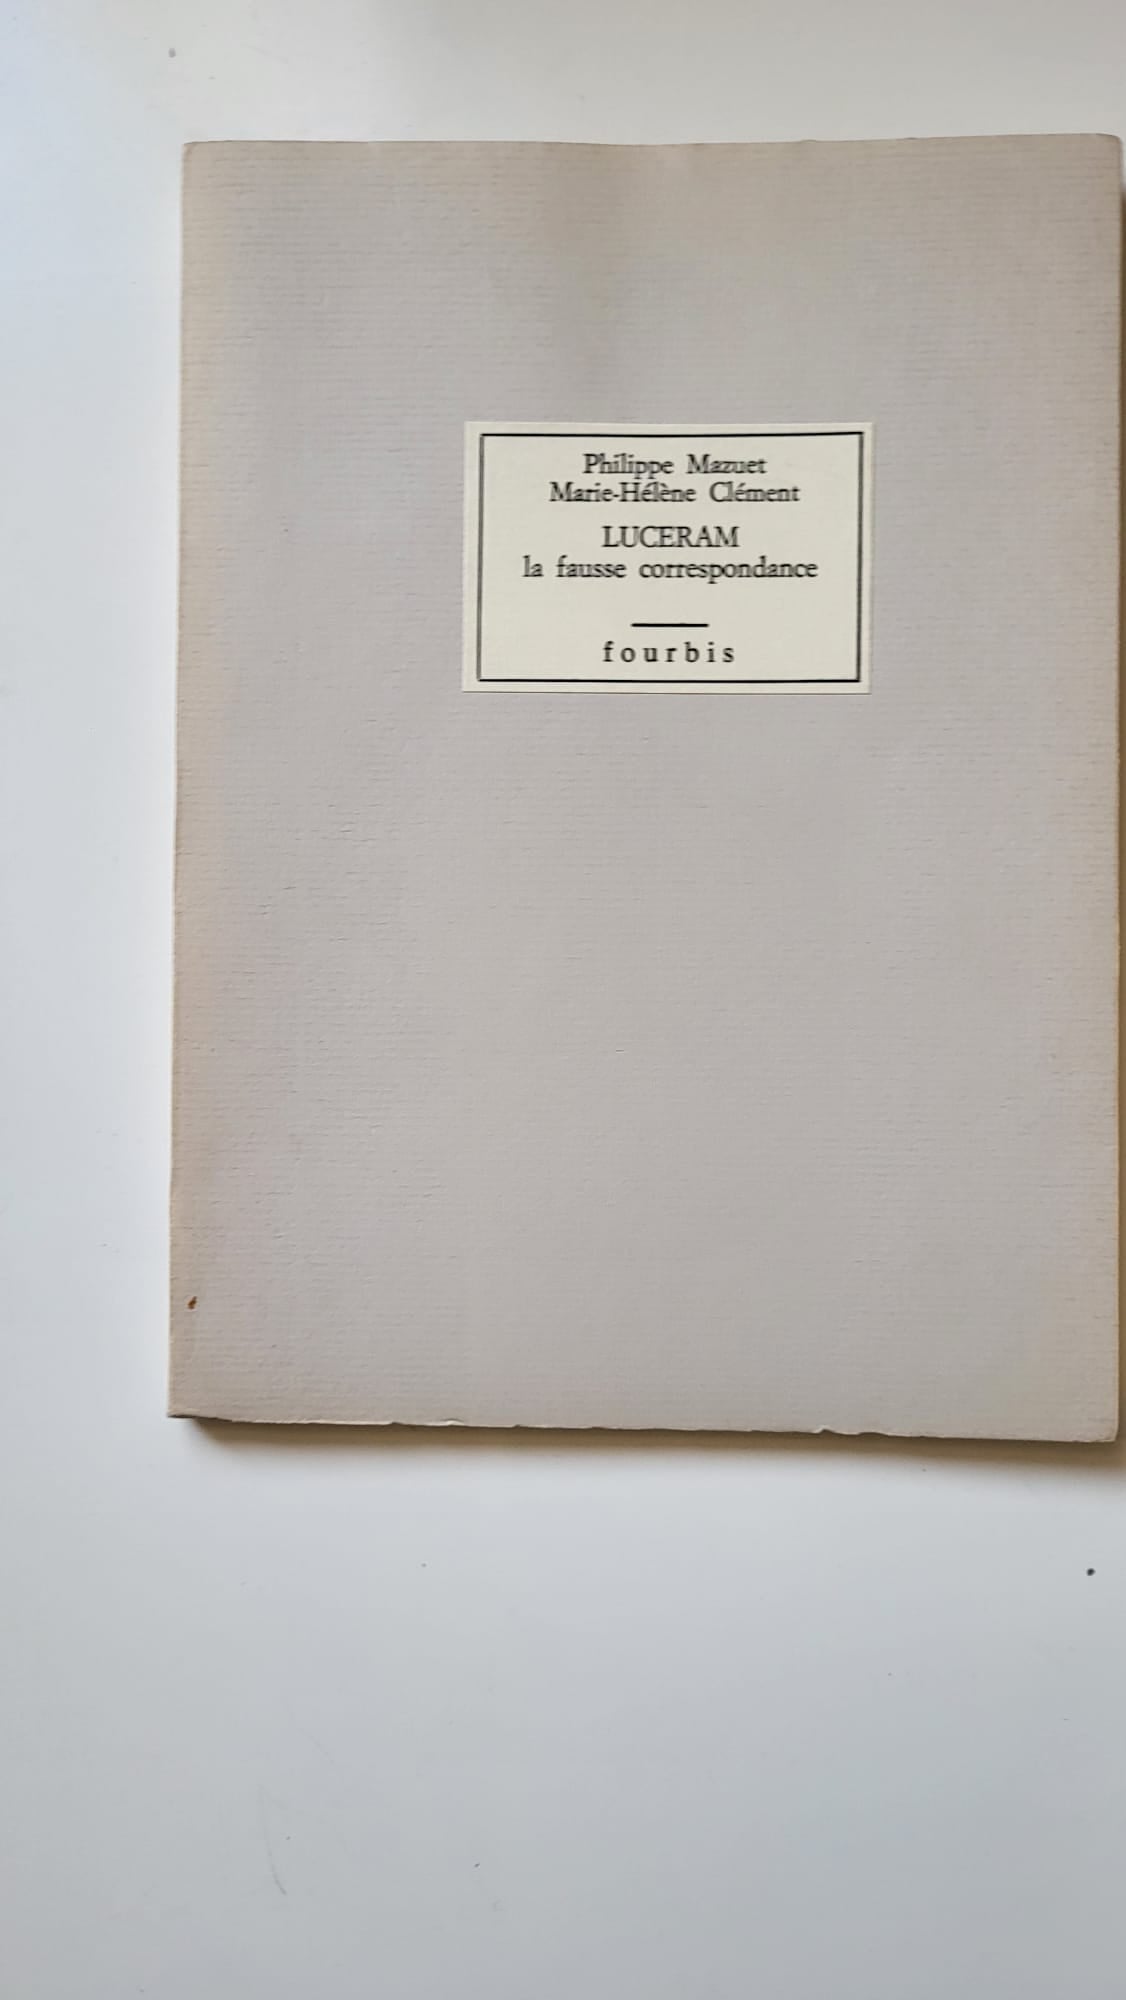 Philippe Mazuet
Marie-Hélène Clément
LUCERAM
la fausse correspondance
fourbis